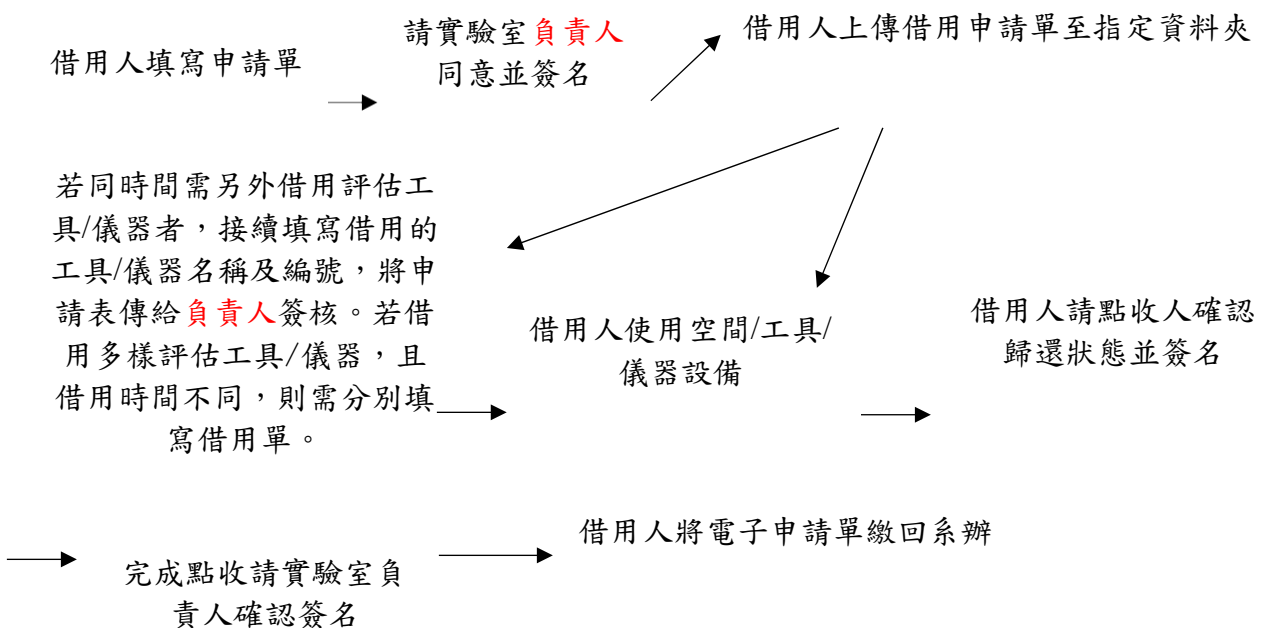 借用人填寫申請單
請實驗室負責人
同意並簽名
借用人上傳借用申請單至指定資料夾
若同時間需另外借用評估工
具/儀器者，接續填寫借用的
工具/儀器名稱及編號，將申
請表傳給負責人簽核。若借
用多樣評估工具/儀器，且
借用時間不同，則需分別填
寫借用單。
借用人使用空間/工具/
儀器設備
借用人請點收人確認
歸還狀態並簽名
完成點收請實驗室負
責人確認簽名
借用人將電子申請單繳回系辦